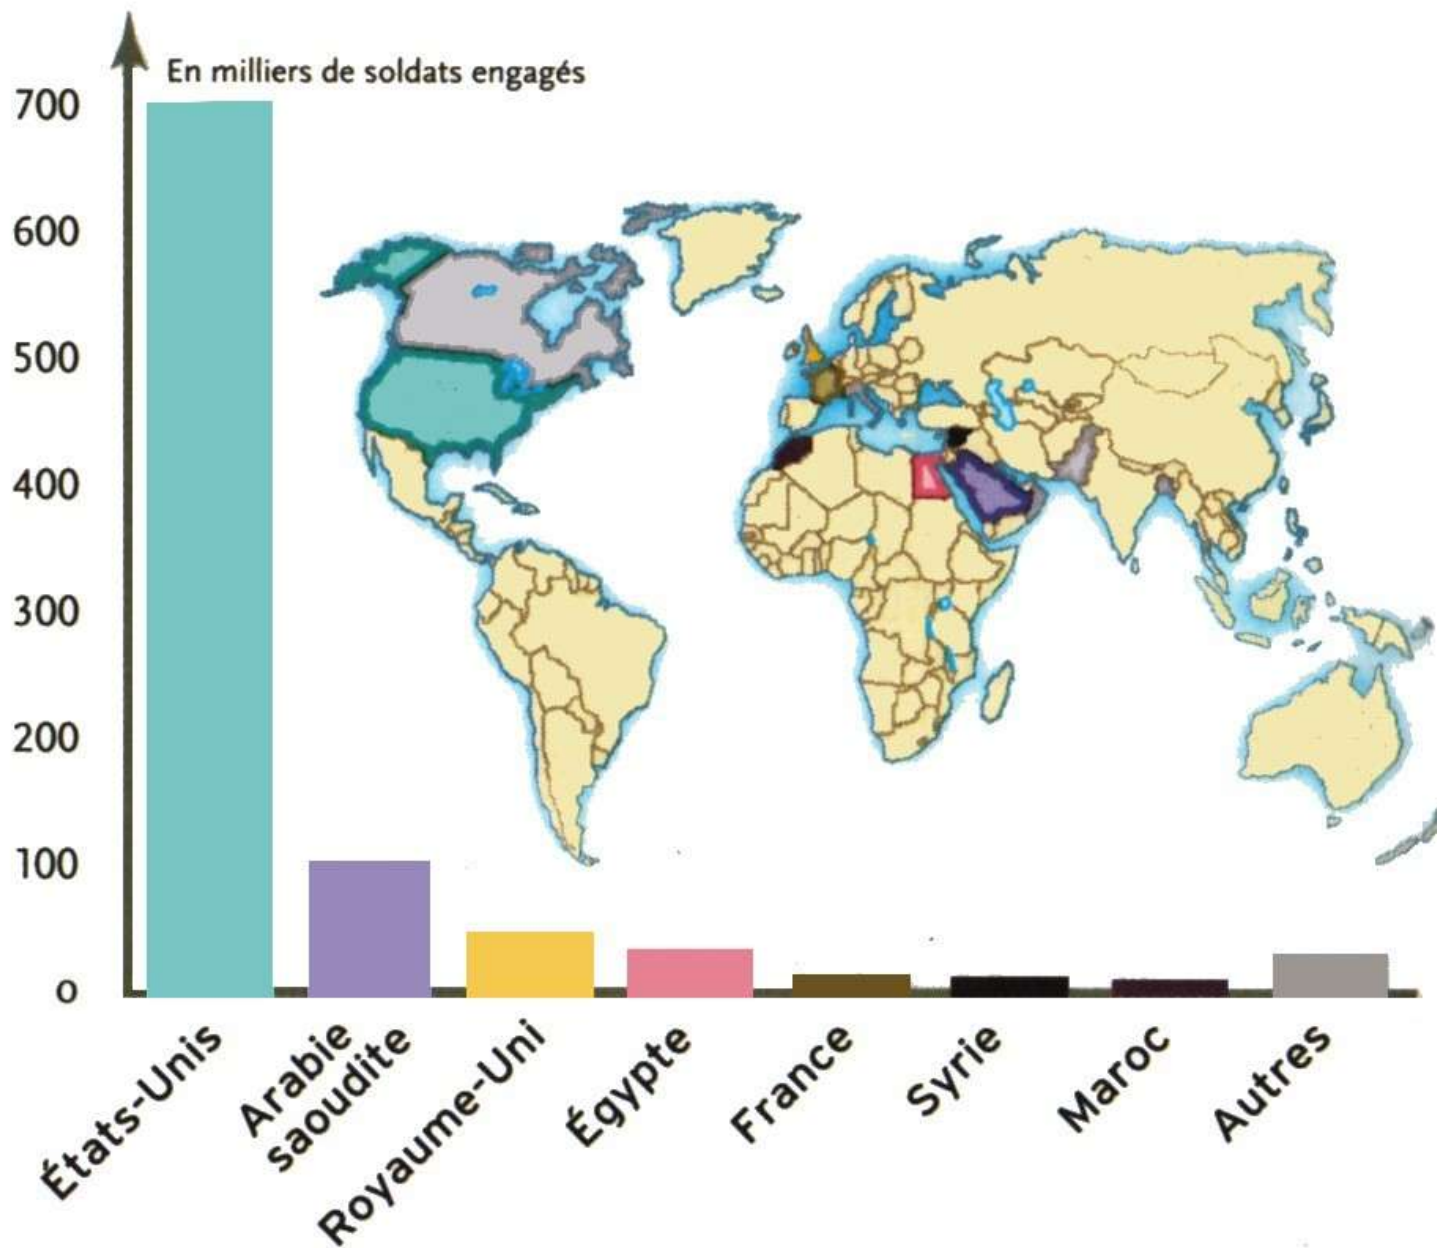 En milliers de soldats engagés
700
600
500
400
300
200
100
0
États-Unis
Arabie
saoudite
Royaume-Uni
Égypte
France
Syrie
Maroc
Autres